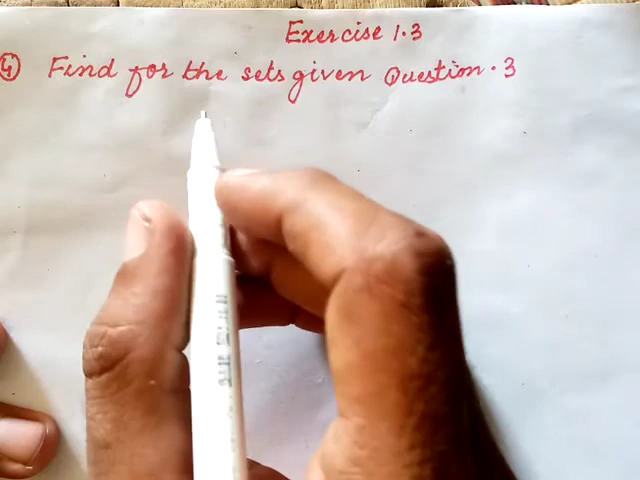 Exercise 1.3
④ Find for the sets given Question. 3